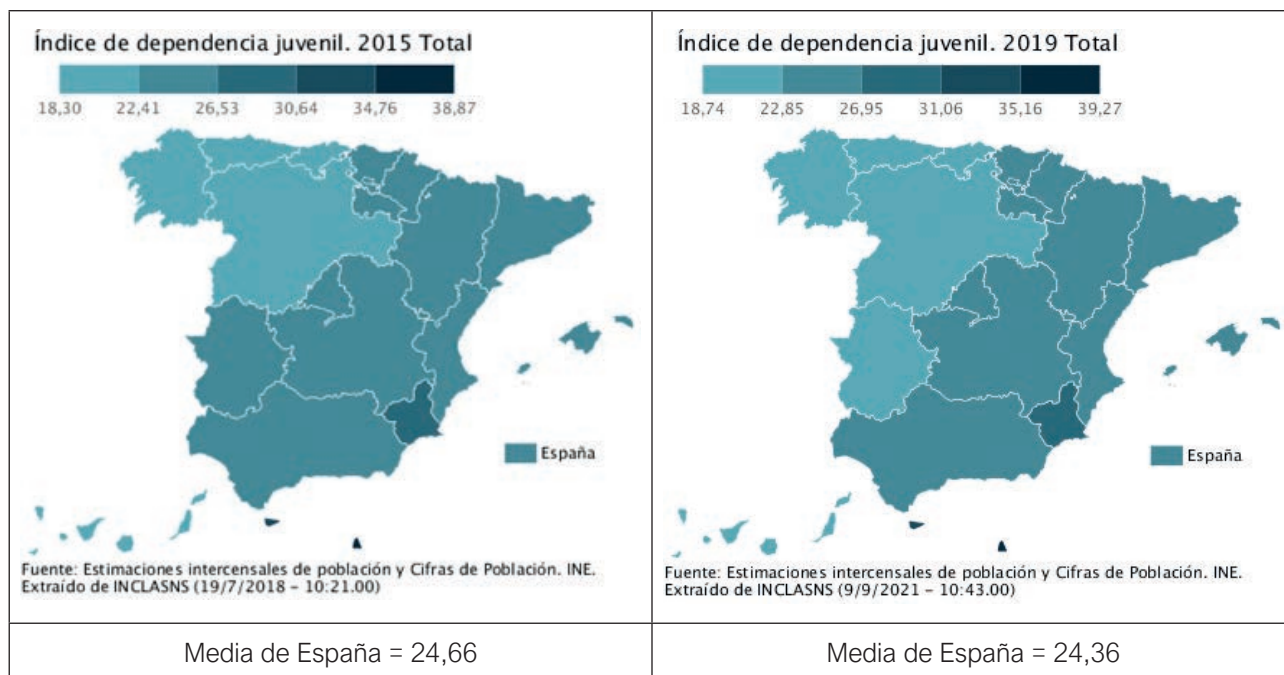 Índice de dependencia juvenil. 2015 Total
18,30 22,41 26,53 30,64 34,76 38,87
España
Fuente: Estimaciones intercensales de población y Cifras de Población. INE.
Extraído de INCLASNS (19/7/2018 - 10:21.00)
Media de España = 24,66
Índice de dependencia juvenil. 2019 Total
18,74 22,85 26,95 31,06 35,16 39,27
España
Fuente: Estimaciones intercensales de población y Cifras de Población. INE.
Extraído de INCLASNS (9/9/2021 - 10:43.00)
Media de España = 24,36